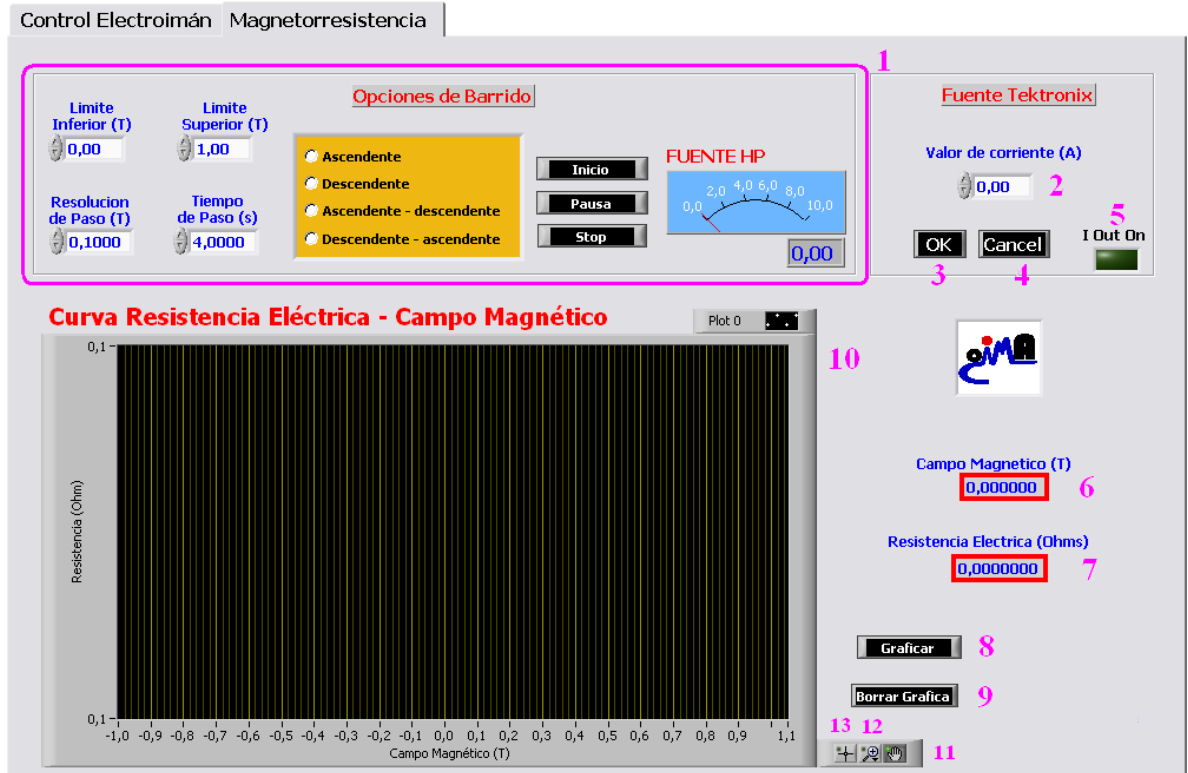 Control Electroimán
Magnetorresistencia
1
Opciones de Barrido
Limite
Inferior (T)
0,00
Limite
Superior (T)
1,00
Resolucion
de Paso (T)
0,1000
Tiempo
de Paso (s)
4,0000
Ascendente
Descendente
Ascendente - descendente
Descendente - ascendente
Inicio
Pausa
Stop
FUENTE HP
0,0 2,0 4,0 6,0 8,0 10,0
0,00
Fuente Tektronix
Valor de corriente (A)
0,00 2
5
I Out On
OK Cancel
3 4
Curva Resistencia Eléctrica - Campo Magnético
Plot 0
10
0,1
Resistencia (Ohm)
0,1
-1,0 -0,9 -0,8 -0,7 -0,6 -0,5 -0,4 -0,3 -0,2 -0,1 0,0 0,1 0,2 0,3 0,4 0,5 0,6 0,7 0,8 0,9 1,1
Campo Magnético (T)
CIMA
Campo Magnetico (T)
0,000000 6
Resistencia Electrica (Ohms)
0,0000000 7
Graficar 8
Borrar Grafica 9
13 12
11